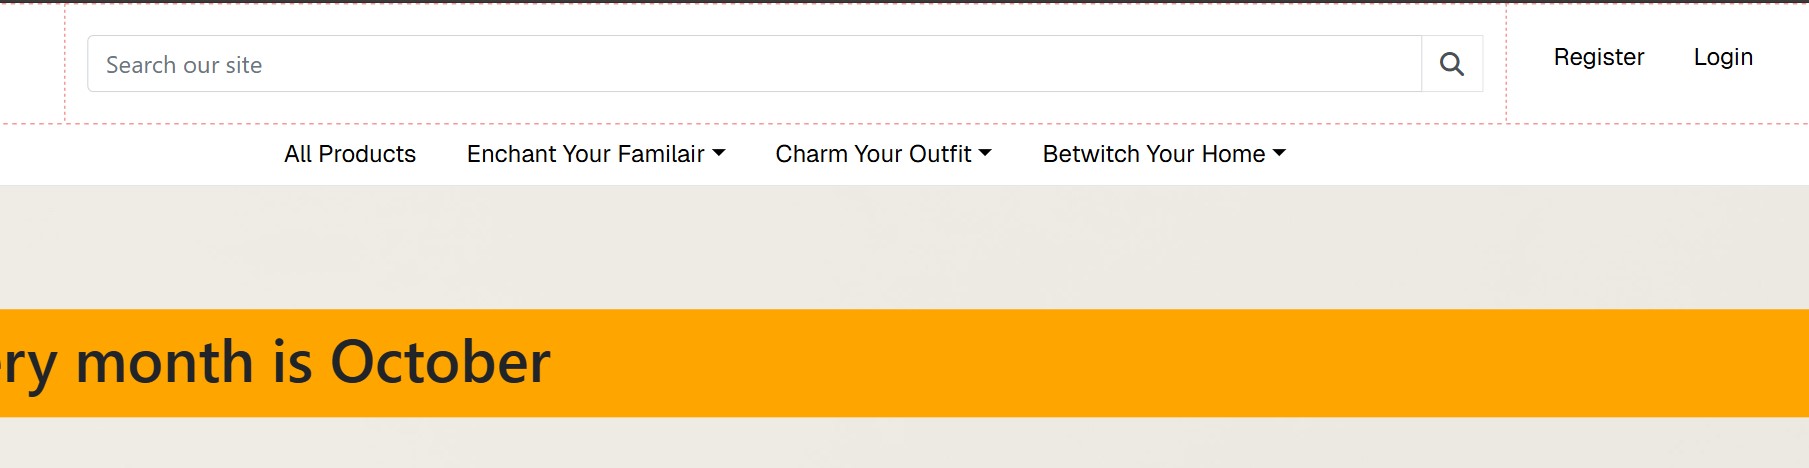 Search our site
Register Login
All Products Enchant Your Familair Charm Your Outfit Betwitch Your Home
month is October